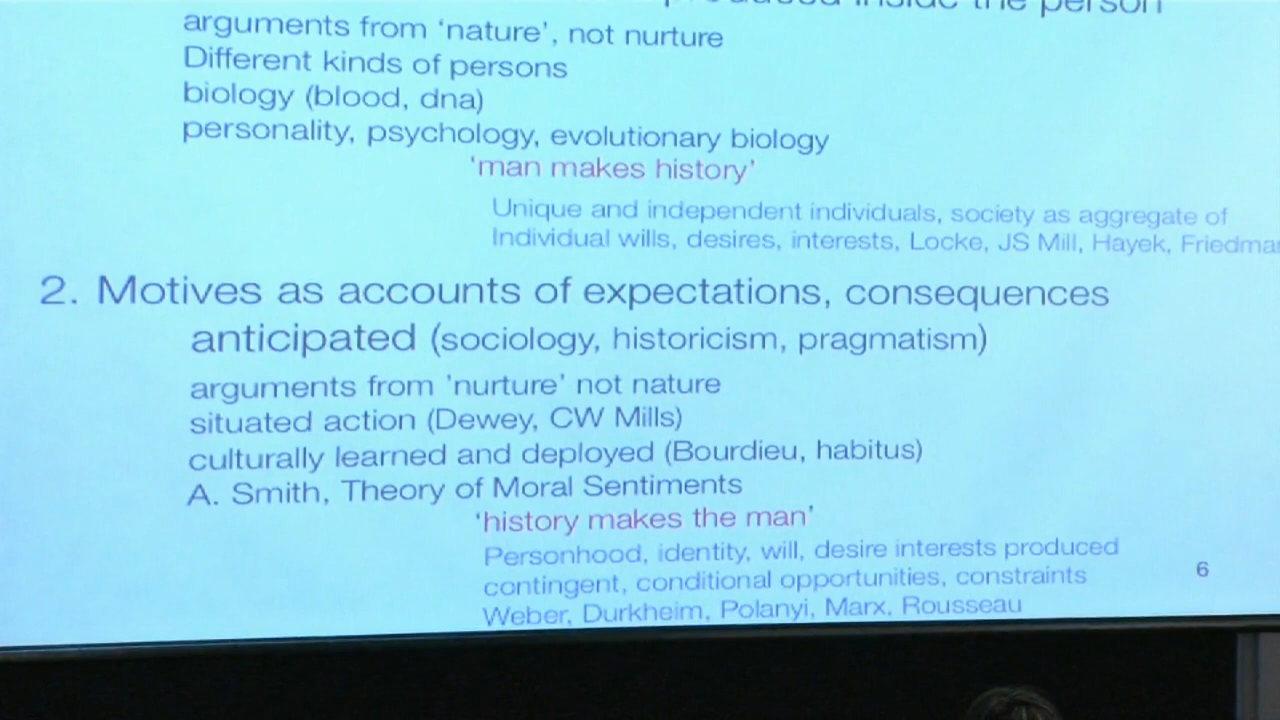 inside the person
arguments from ‘nature’, not nurture
Different kinds of persons
biology (blood, dna)
personality, psychology, evolutionary biology
‘man makes history’
Unique and independent individuals, society as aggregate of
Individual wills, desires, interests, Locke, JS Mill, Hayek,
2. Motives as accounts of expectations, consequences
anticipated (sociology, historicism, pragmatism)
arguments from ’nurture’ not nature
situated action (Dewey, CW Mills)
culturally learned and deployed (Bourdieu, habitus)
A. Smith, Theory of Moral Sentiments
‘history makes the man’
Personhood, identity, will, desire interests produced
contingent, conditional opportunities, constraints
Weber, Durkheim, Polanyi, Marx, Rousseau
6